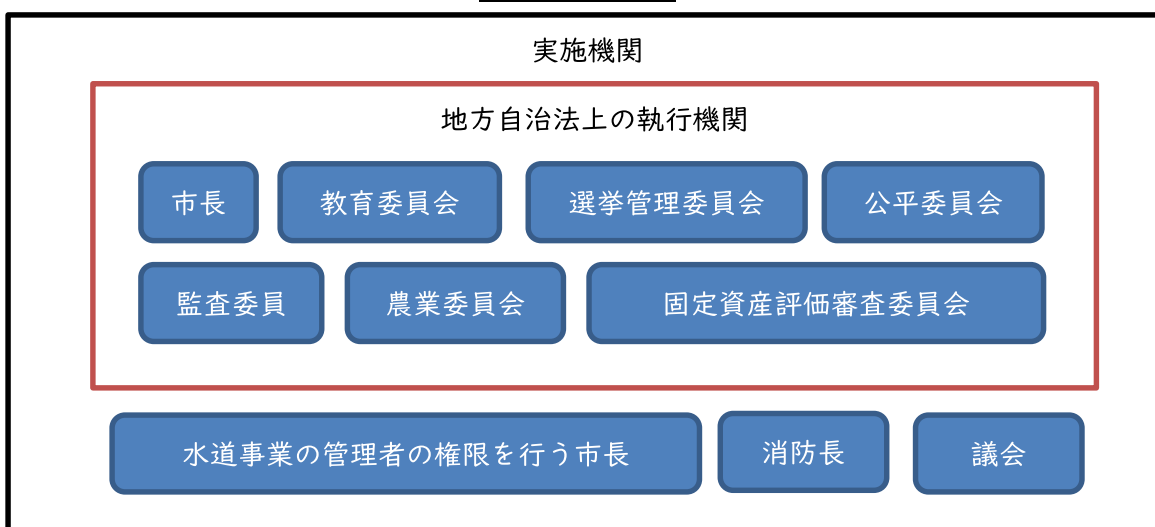 実施機関
地方自治法上の執行機関
市長
教育委員会
選挙管理委員会
公平委員会
監査委員
農業委員会
固定資産評価審査委員会
水道事業の管理者の権限を行う市長
消防長
議会